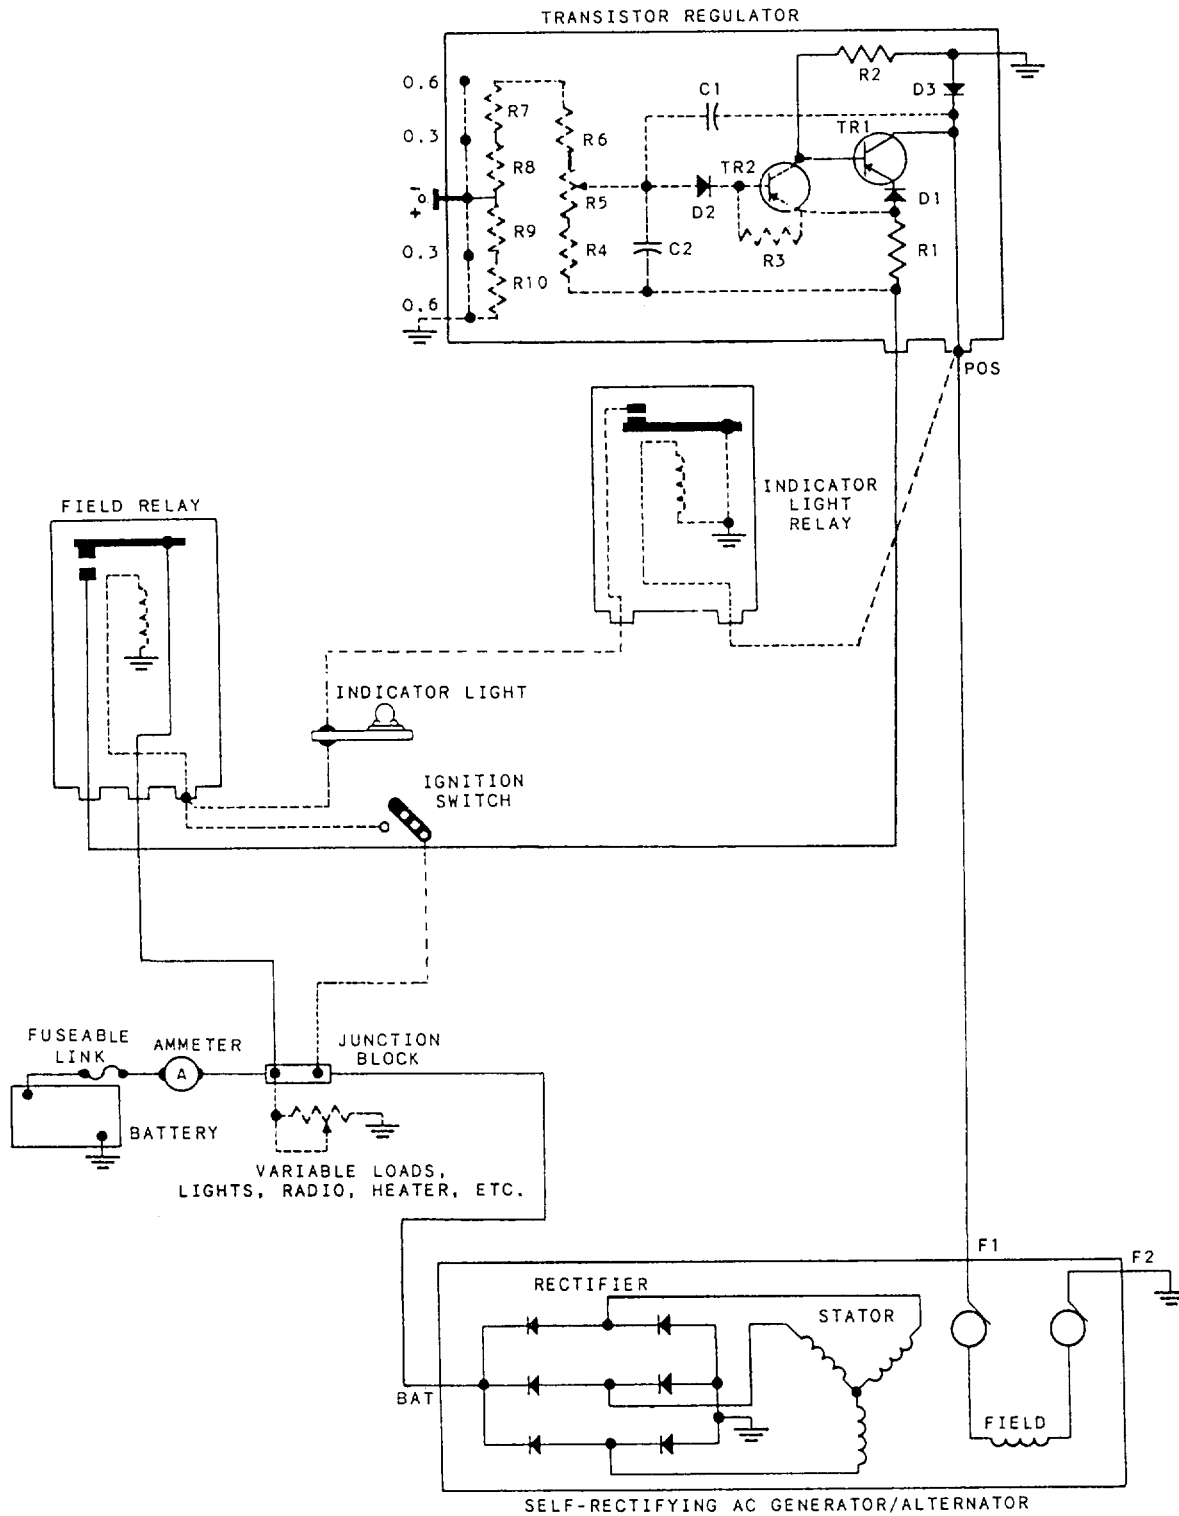 TRANSISTOR REGULATOR
R2
0.6
C1
D3
R7
TR1
0.3
R6
R8
TR2
-
0
+
R5
D2
D1
R9
R4
C2
R1
0.3
R3
R10
0.6
POS
INDICATOR
LIGHT
RELAY
FIELD RELAY
INDICATOR LIGHT
IGNITION
SWITCH
FUSEABLE
LINK
AMMETER
A
JUNCTION
BLOCK
BATTERY
VARIABLE LOADS,
LIGHTS, RADIO, HEATER, ETC.
F1
F2
RECTIFIER
STATOR
BAT
FIELD
SELF-RECTIFYING AC GENERATOR/ALTERNATOR